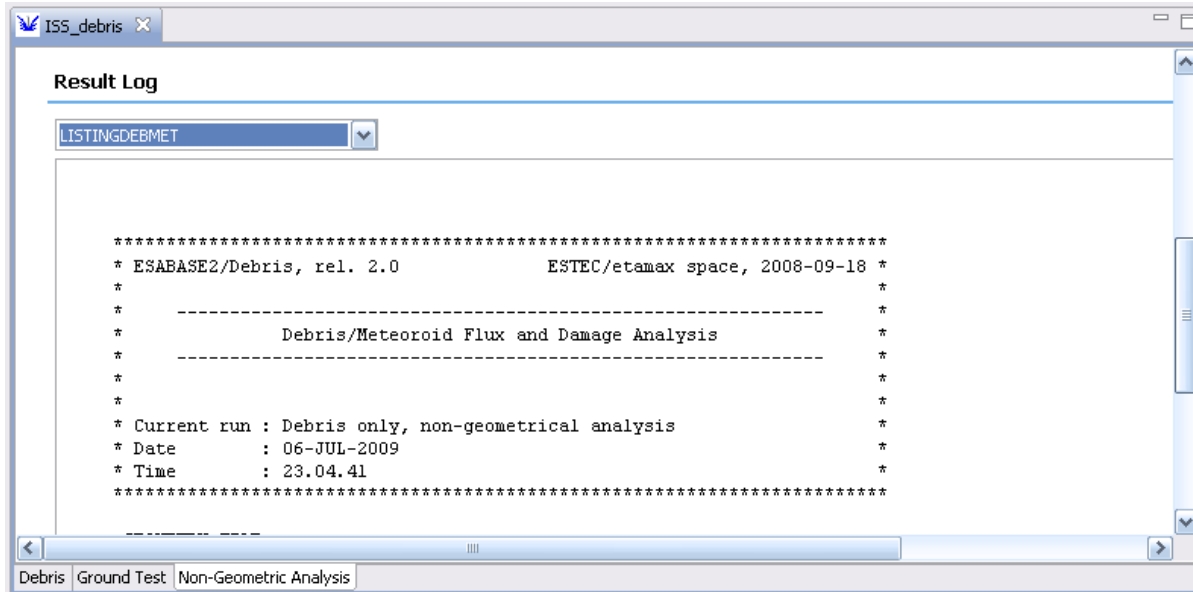 ISS_debris
Result Log
LISTINGDEBMET
*************************************************************************
* ESABASE2/Debris, rel. 2.0              ESTEC/etamax space, 2008-09-18 *
*                                                                       *
*     -------------------------------------------------------------     *
*               Debris/Meteoroid Flux and Damage Analysis               *
*     -------------------------------------------------------------     *
*                                                                       *
*                                                                       *
* Current run : Debris only, non-geometrical analysis                   *
* Date        : 06-JUL-2009                                             *
* Time        : 23.04.41                                                *
*************************************************************************
Debris Ground Test Non-Geometric Analysis